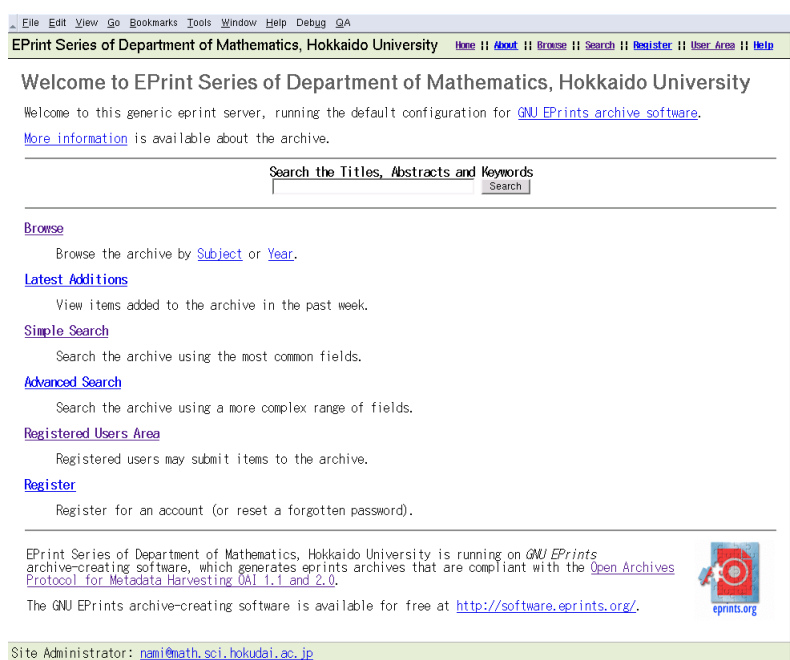 File Edit View Go Bookmarks Tools Window Help Debug QA
EPrint Series of Department of Mathematics, Hokkaido University Home || About || Browse || Search || Register || User Area || Help
Welcome to EPrint Series of Department of Mathematics, Hokkaido University
Welcome to this generic eprint server, running the default configuration for GNU EPrints archive software.
More information is available about the archive.
Search the Titles, Abstracts and Keywords
Search
Browse
Browse the archive by Subject or Year.
Latest Additions
View items added to the archive in the past week.
Simple Search
Search the archive using the most common fields.
Advanced Search
Search the archive using a more complex range of fields.
Registered Users Area
Registered users may submit items to the archive.
Register
Register for an account (or reset a forgotten password).
EPrint Series of Department of Mathematics, Hokkaido University is running on GNU EPrints
archive-creating software, which generates eprints archives that are compliant with the Open Archives
Protocol for Metadata Harvesting OAI 1.1 and 2.0.
The GNU EPrints archive-creating software is available for free at http://software.eprints.org/.
eprints.org
Site Administrator: nami@math.sci.hokudai.ac.jp